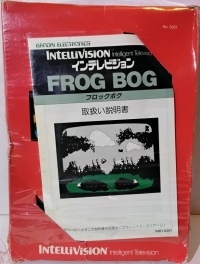 BANDAI ELECTRONICS
INTELLIVISION Intelligent Television
インテレビジョン
FROG BOG
フロッグボグ
取扱い説明書
INTELLIVISION Intelligent Television